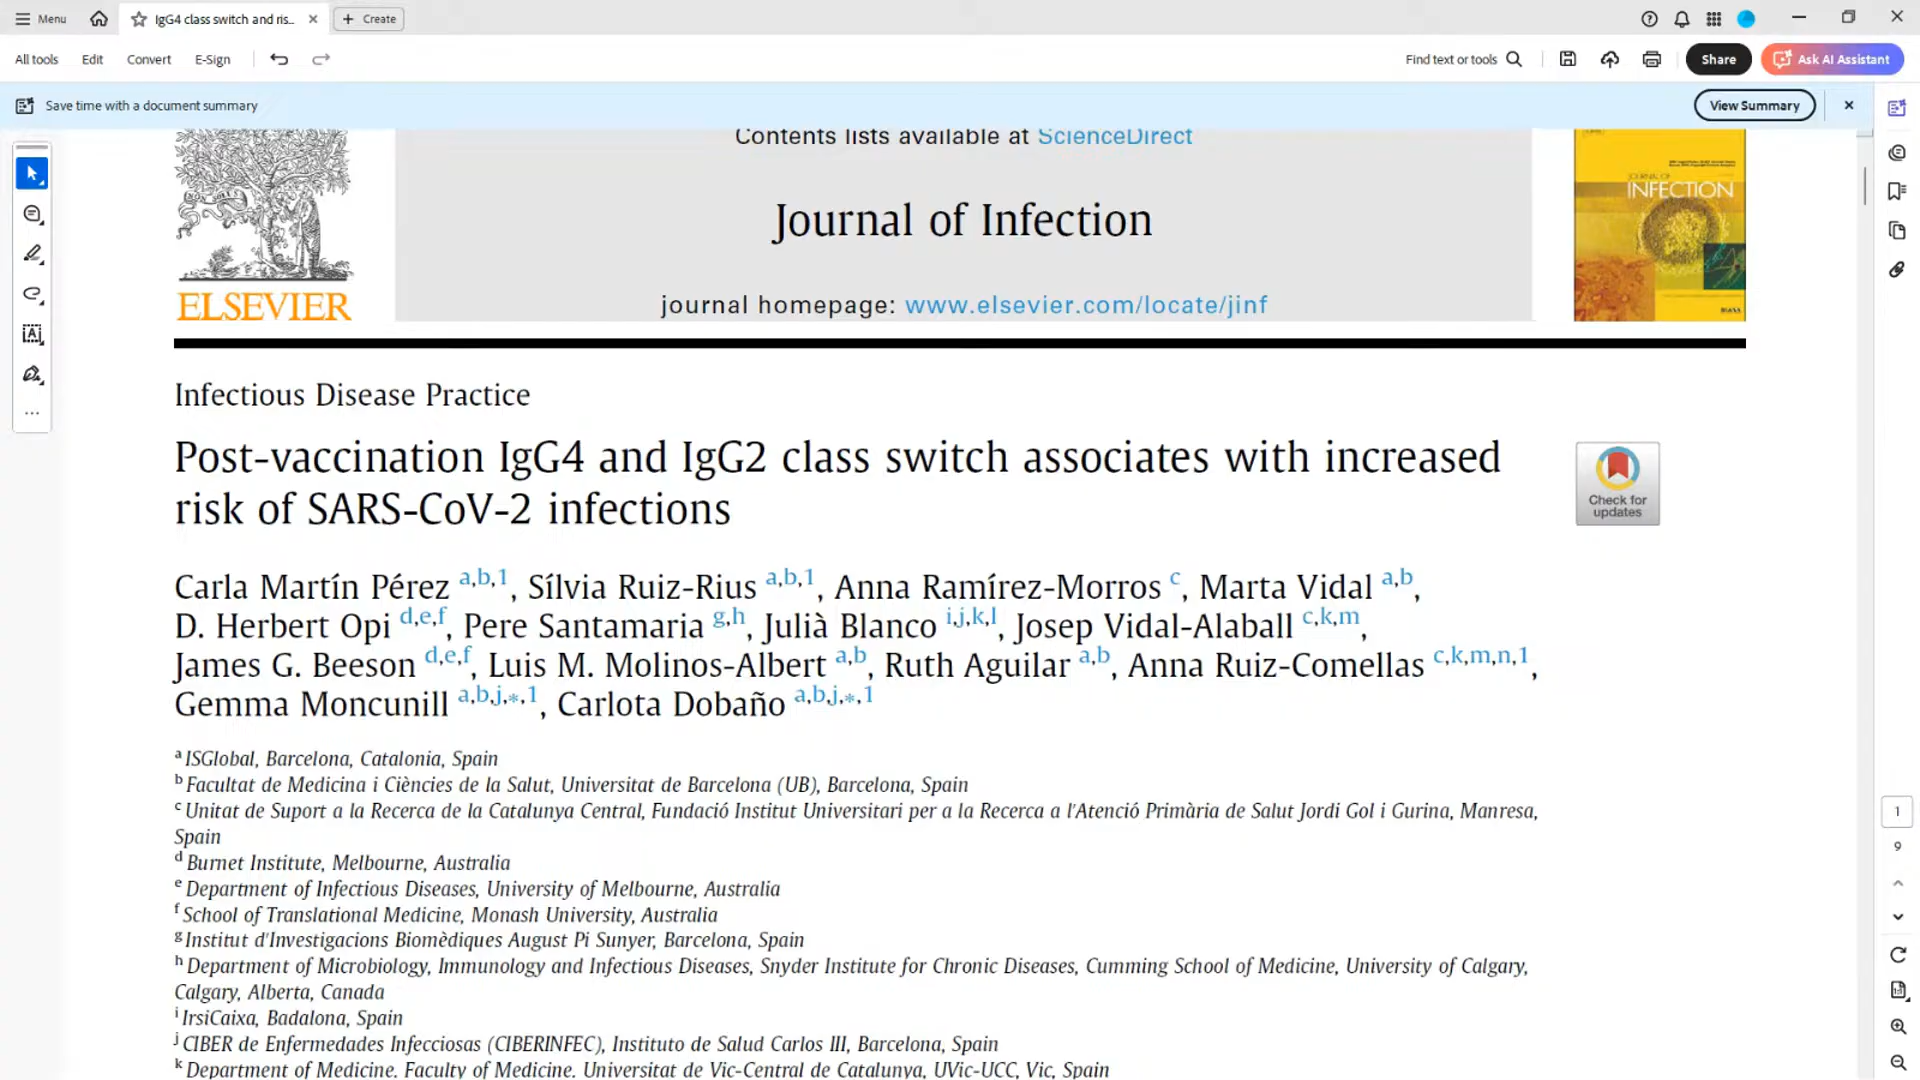 Menu
IgG4 class switch and ris...
Create
All tools
Edit
Convert
E-Sign
Find text or tools
Share
Ask AI Assistant
Save time with a document summary
View Summary
Contents lists available at ScienceDirect
Journal of Infection
journal homepage: www.elsevier.com/locate/jinf
ELSEVIER
JOURNAL OF
INFECTION
Infectious Disease Practice
Post-vaccination IgG4 and IgG2 class switch associates with increased
risk of SARS-CoV-2 infections
Check for
updates
Carla Martín Pérez a,b,1, Sílvia Ruiz-Rius a,b,1, Anna Ramírez-Morros c, Marta Vidal a,b,
D. Herbert Opi d,e,f, Pere Santamaria g,h, Julià Blanco i,j,k,l, Josep Vidal-Alaball c,k,m,
James G. Beeson d,e,f, Luis M. Molinos-Albert a,b, Ruth Aguilar a,b, Anna Ruiz-Comellas c,k,m,n,1,
Gemma Moncunill a,b,j,*,1, Carlota Dobaño a,b,j,*,1
a ISGlobal, Barcelona, Catalonia, Spain
b Facultat de Medicina i Ciències de la Salut, Universitat de Barcelona (UB), Barcelona, Spain
c Unitat de Suport a la Recerca de la Catalunya Central, Fundació Institut Universitari per a la Recerca a l'Atenció Primària de Salut Jordi Gol i Gurina, Manresa,
Spain
d Burnet Institute, Melbourne, Australia
e Department of Infectious Diseases, University of Melbourne, Australia
f School of Translational Medicine, Monash University, Australia
g Institut d'Investigacions Biomèdiques August Pi Sunyer, Barcelona, Spain
h Department of Microbiology, Immunology and Infectious Diseases, Snyder Institute for Chronic Diseases, Cumming School of Medicine, University of Calgary,
Calgary, Alberta, Canada
i IrsiCaixa, Badalona, Spain
j CIBER de Enfermedades Infecciosas (CIBERINFEC), Instituto de Salud Carlos III, Barcelona, Spain
k Department of Medicine, Faculty of Medicine, Universitat de Vic-Central de Catalunya, UVic-UCC, Vic, Spain
1
9